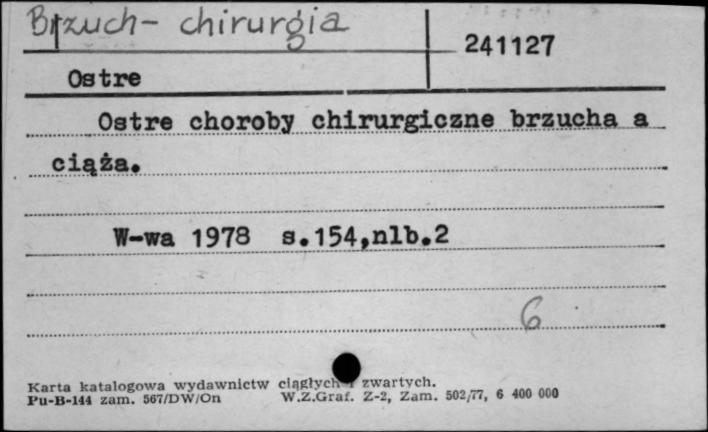 Brzuch - chirurgia
241127
Ostre
Ostre choroby chirurgiczne brzucha a
ciąża.
W-wa 1978 s.154,nlb.2
6
Karta katalogowa wydawnictw ciągłych i zwartych.
Pu-B-144 zam. 567/DW/On W.Z.Graf. Z-2, Zam. 502/77, 6 400 000